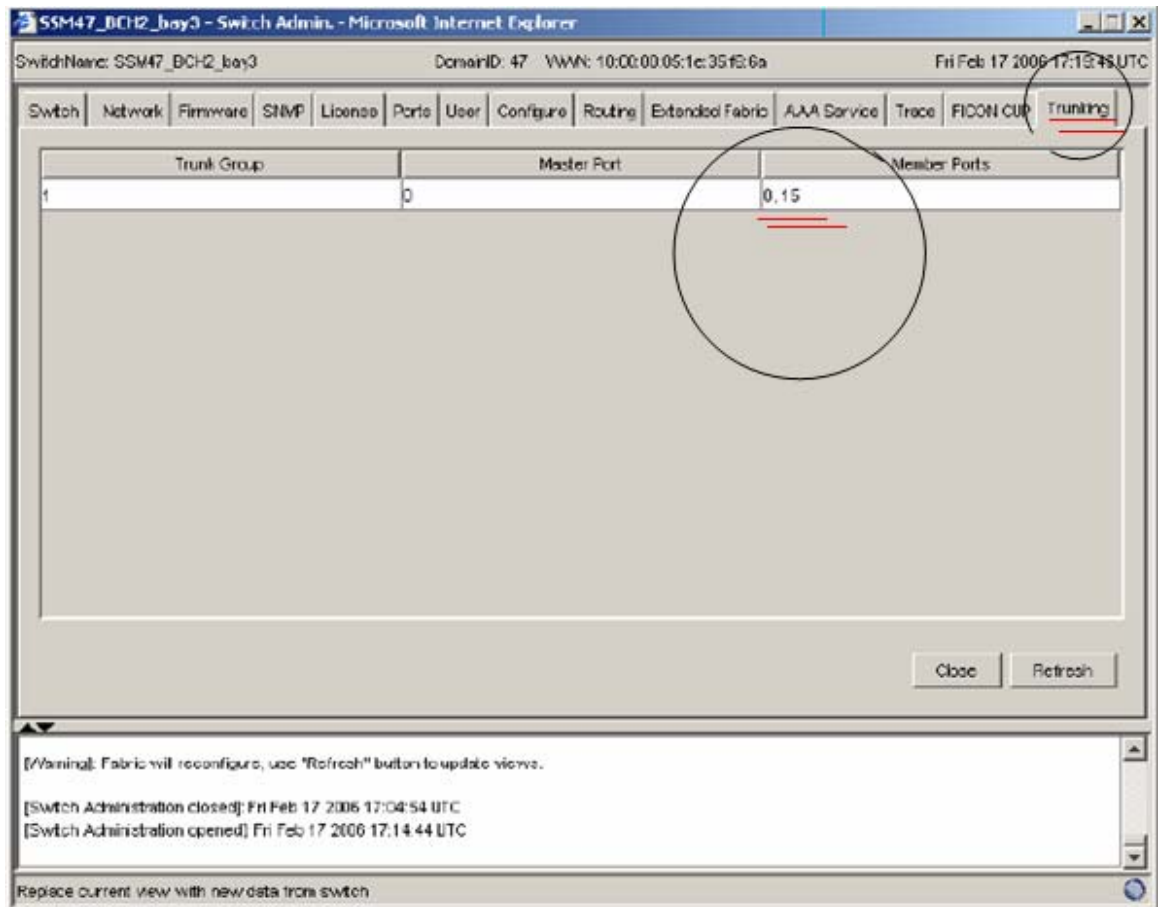 SSM47_BCH2_bay3 - Switch Admin. - Microsoft Internet Explorer
SwitchName: SSM47_BCH2_bay3 DomainID: 47 WWN: 10:00:00:05:1e:35:f8:6a Fri Feb 17 2006 UTC
Switch Network Firmware SNMP License Ports User Configure Routing Extended Fabric AAA Service Trace FICON CUP Trunking
Trunk Group Master Port Member Ports
1 0 0,15
Close Refresh
[Warning]: Fabric will reconfigure, use "Refresh" button to update views.
[Switch Administration closed]: Fri Feb 17 2006 17:04:54 UTC
[Switch Administration opened] Fri Feb 17 2006 17:14:44 UTC
Replace current view with new data from switch